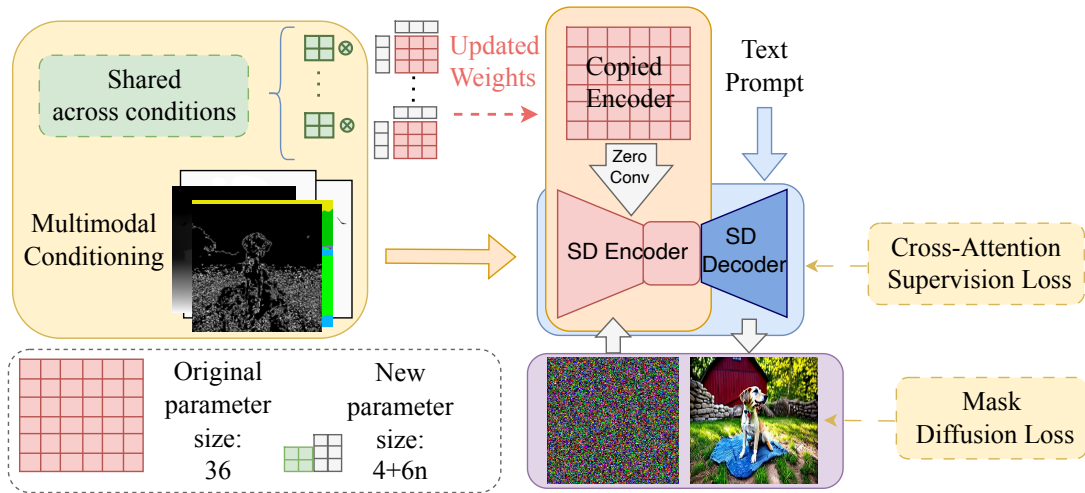 Shared
across conditions
Updated
Weights
Multimodal
Conditioning
Copied
Encoder
Text
Prompt
Zero
Conv
SD Encoder
SD
Decoder
Cross-Attention
Supervision Loss
Original
parameter
size:
36
New
parameter
size:
4+6n
Mask
Diffusion Loss